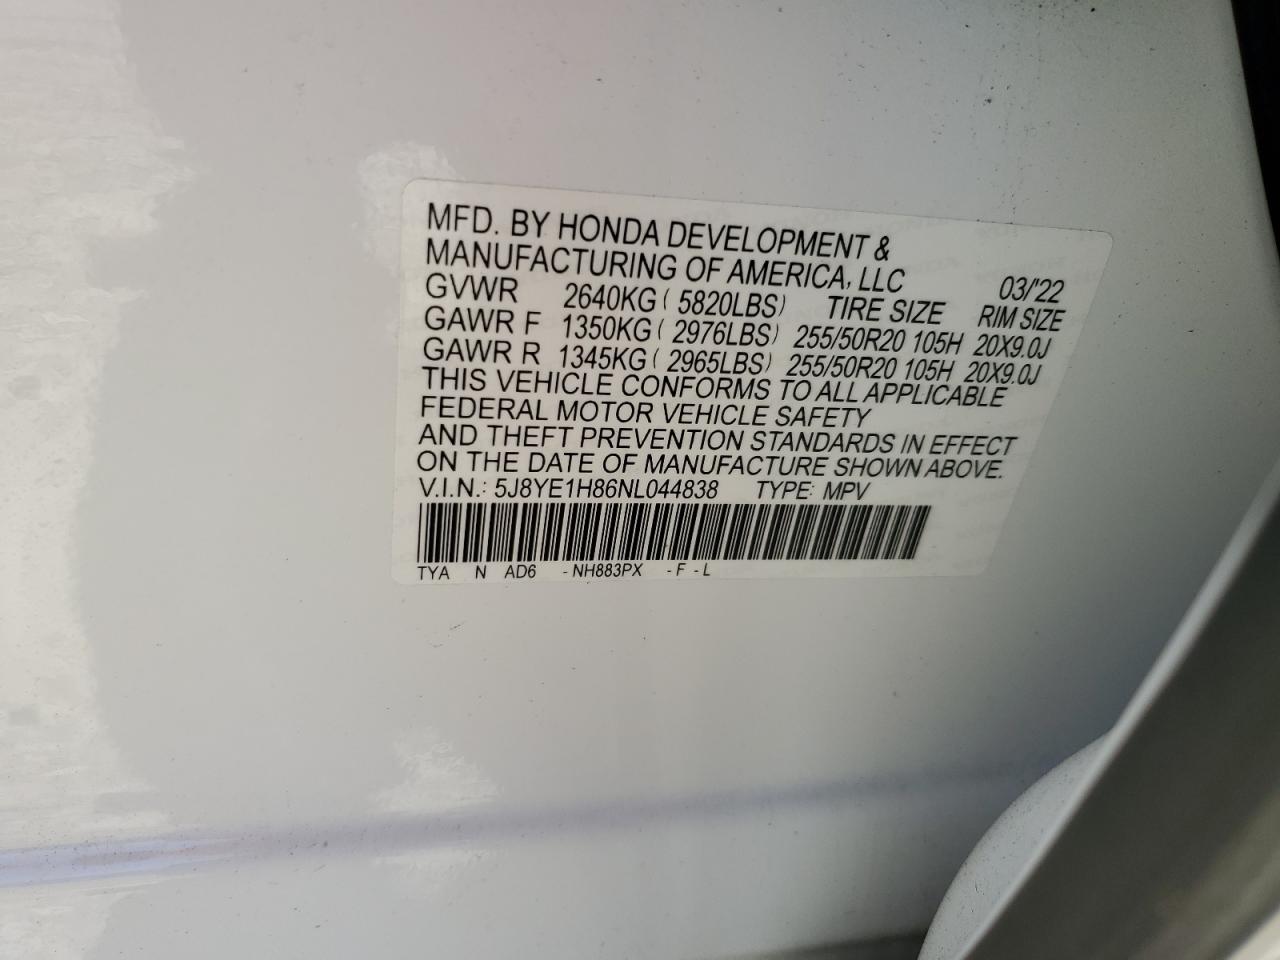 MFD. BY HONDA DEVELOPMENT &
MANUFACTURING OF AMERICA, LLC 03/'22
GVWR 2640KG ( 5820LBS) TIRE SIZE RIM SIZE
GAWR F 1350KG ( 2976LBS) 255/50R20 105H 20X9.0J
GAWR R 1345KG ( 2965LBS) 255/50R20 105H 20X9.0J
THIS VEHICLE CONFORMS TO ALL APPLICABLE
FEDERAL MOTOR VEHICLE SAFETY
AND THEFT PREVENTION STANDARDS IN EFFECT
ON THE DATE OF MANUFACTURE SHOWN ABOVE.
V.I.N.: 5J8YE1H86NL044838 TYPE: MPV
TYA N AD6 -NH883PX -F -L